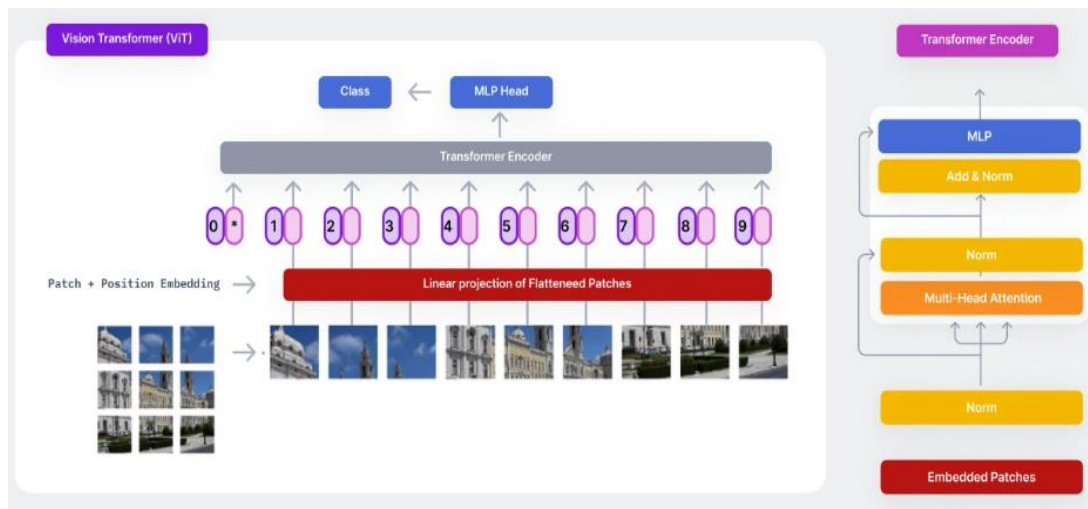 Vision Transformer (ViT)
Class
MLP Head
Transformer Encoder
0 * 1 2 3 4 5 6 7 8 9
Patch + Position Embedding
Linear projection of Flatteneed Patches
Transformer Encoder
MLP
Add & Norm
Norm
Multi-Head Attention
Norm
Embedded Patches